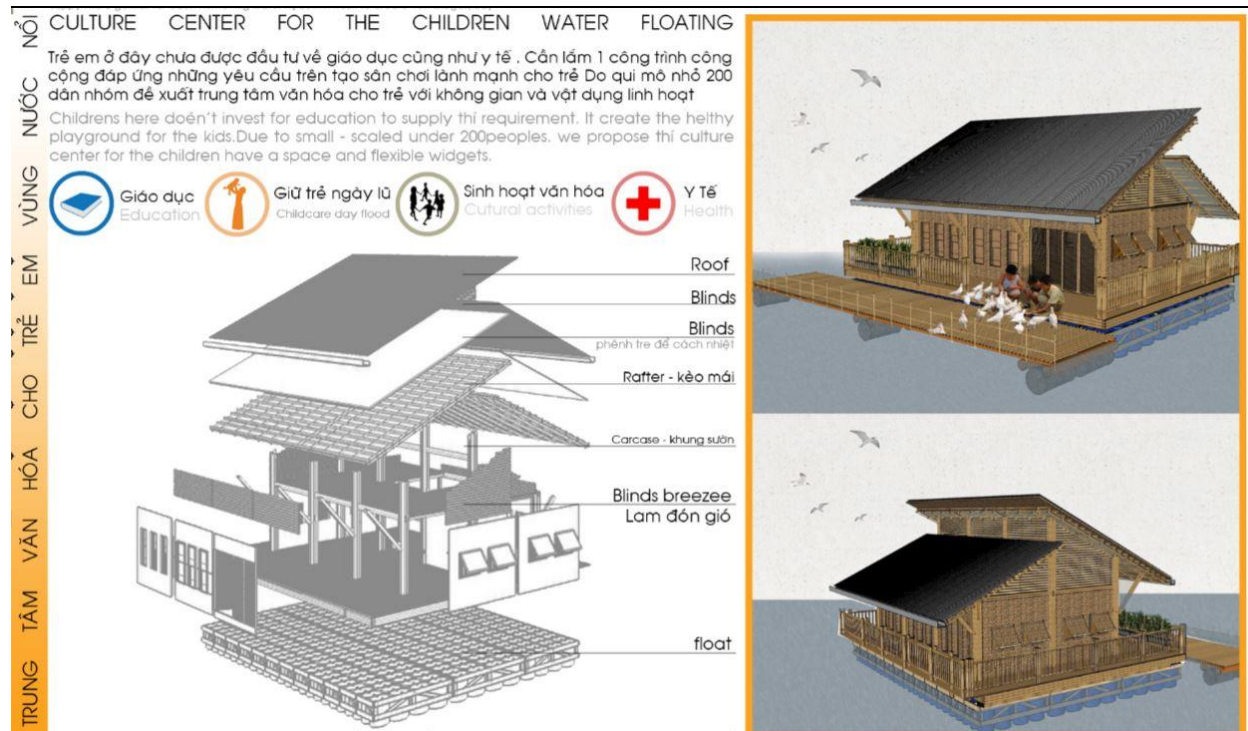 CULTURE CENTER FOR THE CHILDREN WATER FLOATING
Trẻ em ở đây chưa được đầu tư về giáo dục cũng như y tế . Cần lắm 1 công trình công
cộng đáp ứng những yêu cầu trên tạo sân chơi lành mạnh cho trẻ Do qui mô nhỏ 200
dân nhóm đề xuất trung tâm văn hóa cho trẻ với không gian và vật dụng linh hoạt
Childrens here doén't invest for education to supply thí requirement. It create the helthy
playground for the kids.Due to small - scaled under 200peoples. we propose thí culture
center for the children have a space and flexible widgets.
Giáo dục
Education
Giữ trẻ ngày lũ
Childcare day flood
Sinh hoạt văn hóa
Cutural activities
Y Tế
Health
Roof
Blinds
Blinds
phênh tre để cách nhiệt
Rafter - kèo mái
Carcase - khung sườn
Blinds breezee
Lam đón gió
float
TRUNG TÂM VĂN HÓA CHO TRẺ EM VÙNG NƯỚC NỔI